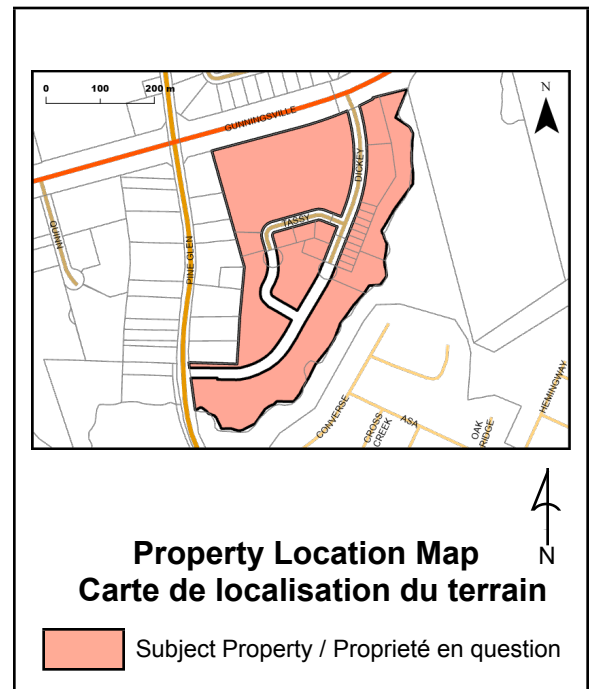 0 100 200 m
N
GUNNINGSVILLE
DICKEY
TASSY
QUINN
PINE GLEN
HEMINGWAY
CONVERSE
CROSS
CREEK
ASA
OAK
RIDGE
N
Property Location Map
Carte de localisation du terrain
Subject Property / Proprieté en question